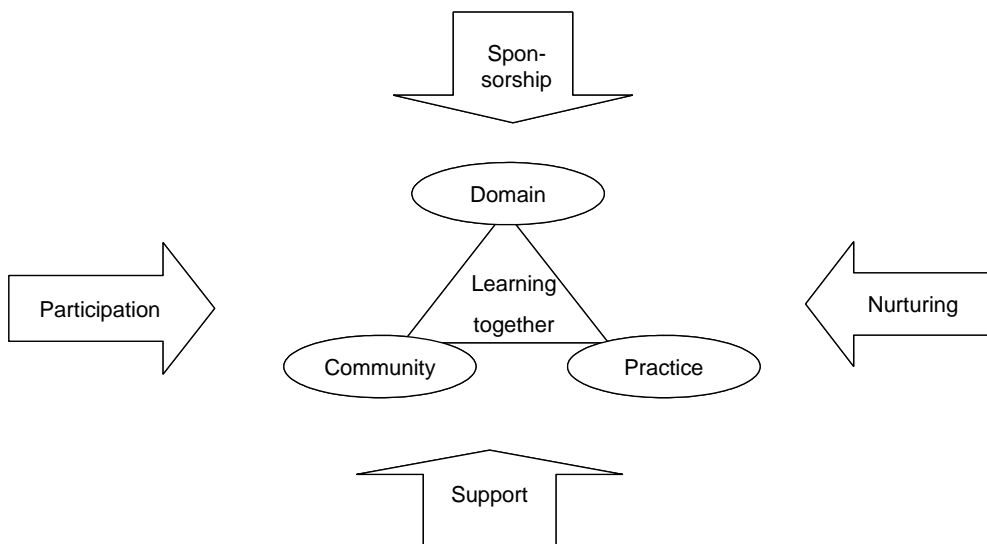 Spon-
sorship
Domain
Learning
together
Participation
Nurturing
Community
Practice
Support